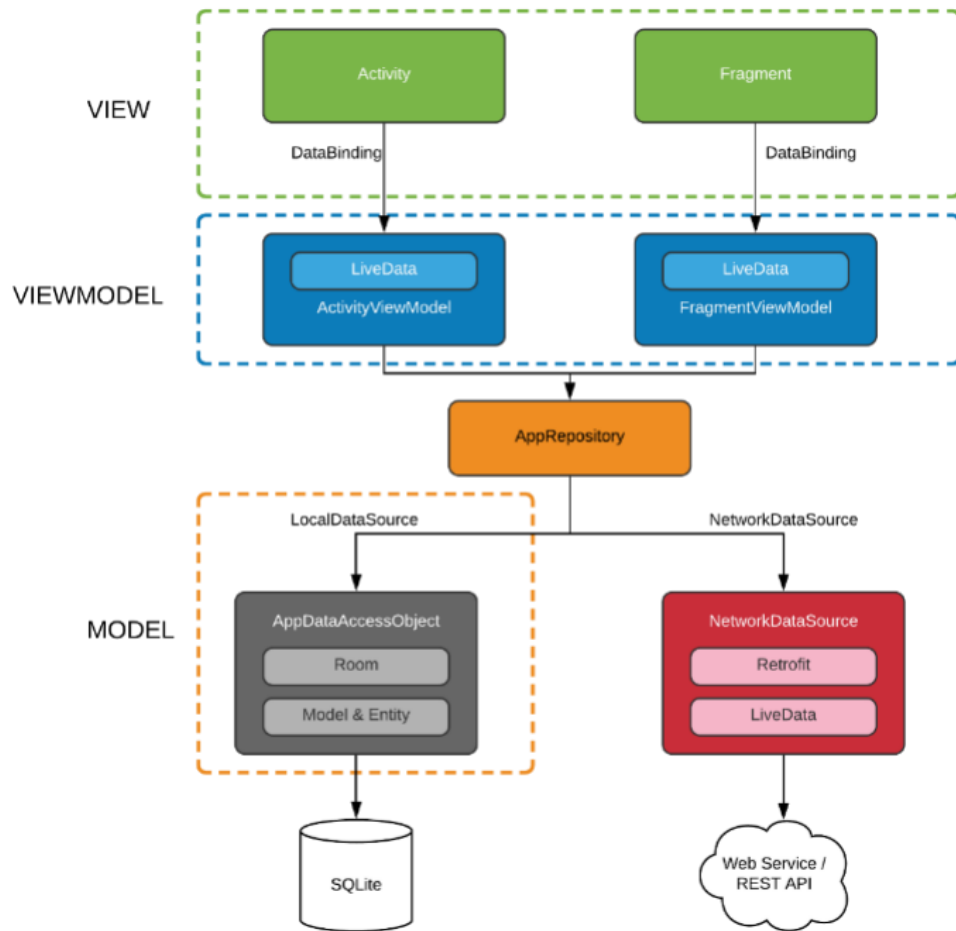 Activity
Fragment
VIEW
DataBinding
DataBinding
LiveData
LiveData
VIEWMODEL
ActivityViewModel
FragmentViewModel
AppRepository
LocalDataSource
NetworkDataSource
AppDataAccessObject
NetworkDataSource
MODEL
Room
Retrofit
Model & Entity
LiveData
SQLite
Web Service /
REST API